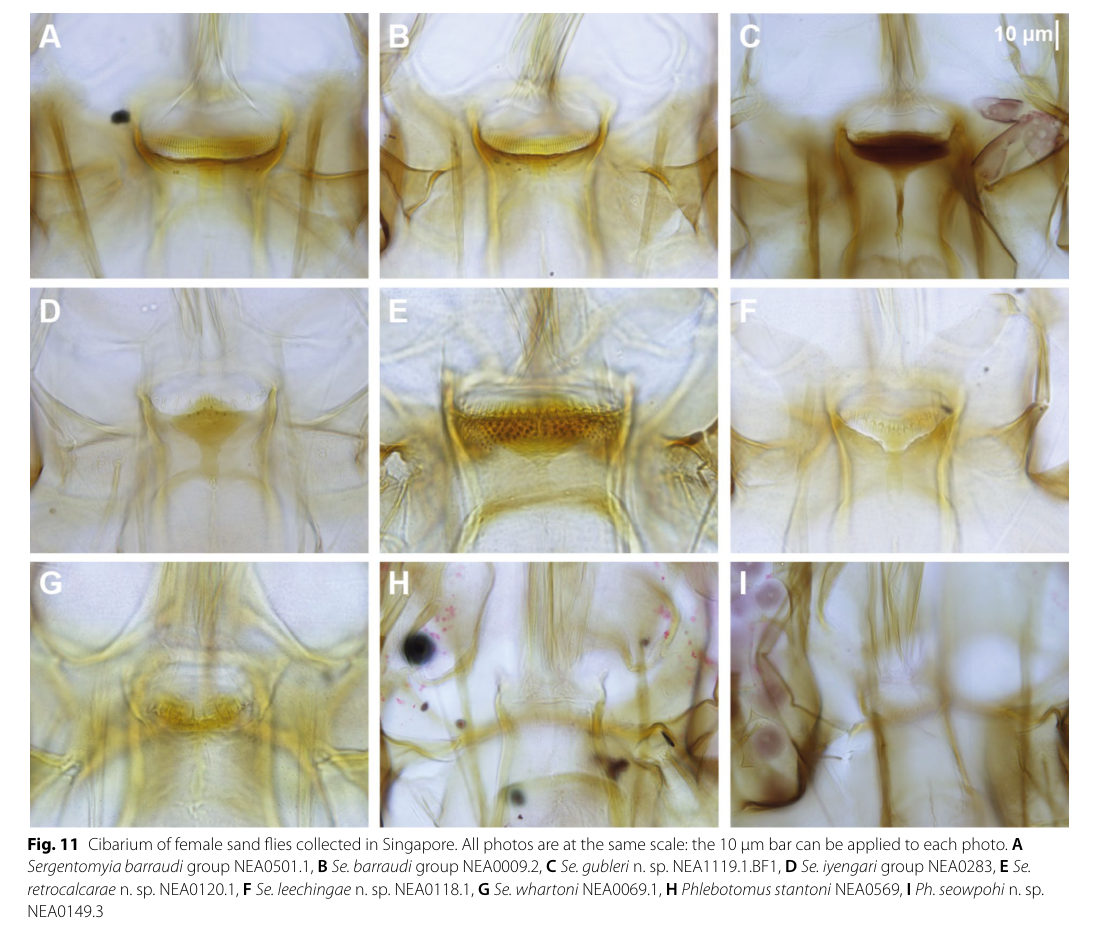 A
B
C
10 µm
D
E
F
G
H
I
Fig. 11 Cibarium of female sand flies collected in Singapore. All photos are at the same scale: the 10 µm bar can be applied to each photo. A
Sergentomyia barraudi group NEA0501.1, B Se. barraudi group NEA0009.2, C Se. gubleri n. sp. NEA1119.1.BF1, D Se. iyengari group NEA0283, E Se.
retrocalcarae n. sp. NEA0120.1, F Se. leechingae n. sp. NEA0118.1, G Se. whartoni NEA0069.1, H Phlebotomus stantoni NEA0569, I Ph. seowpohi n. sp.
NEA0149.3